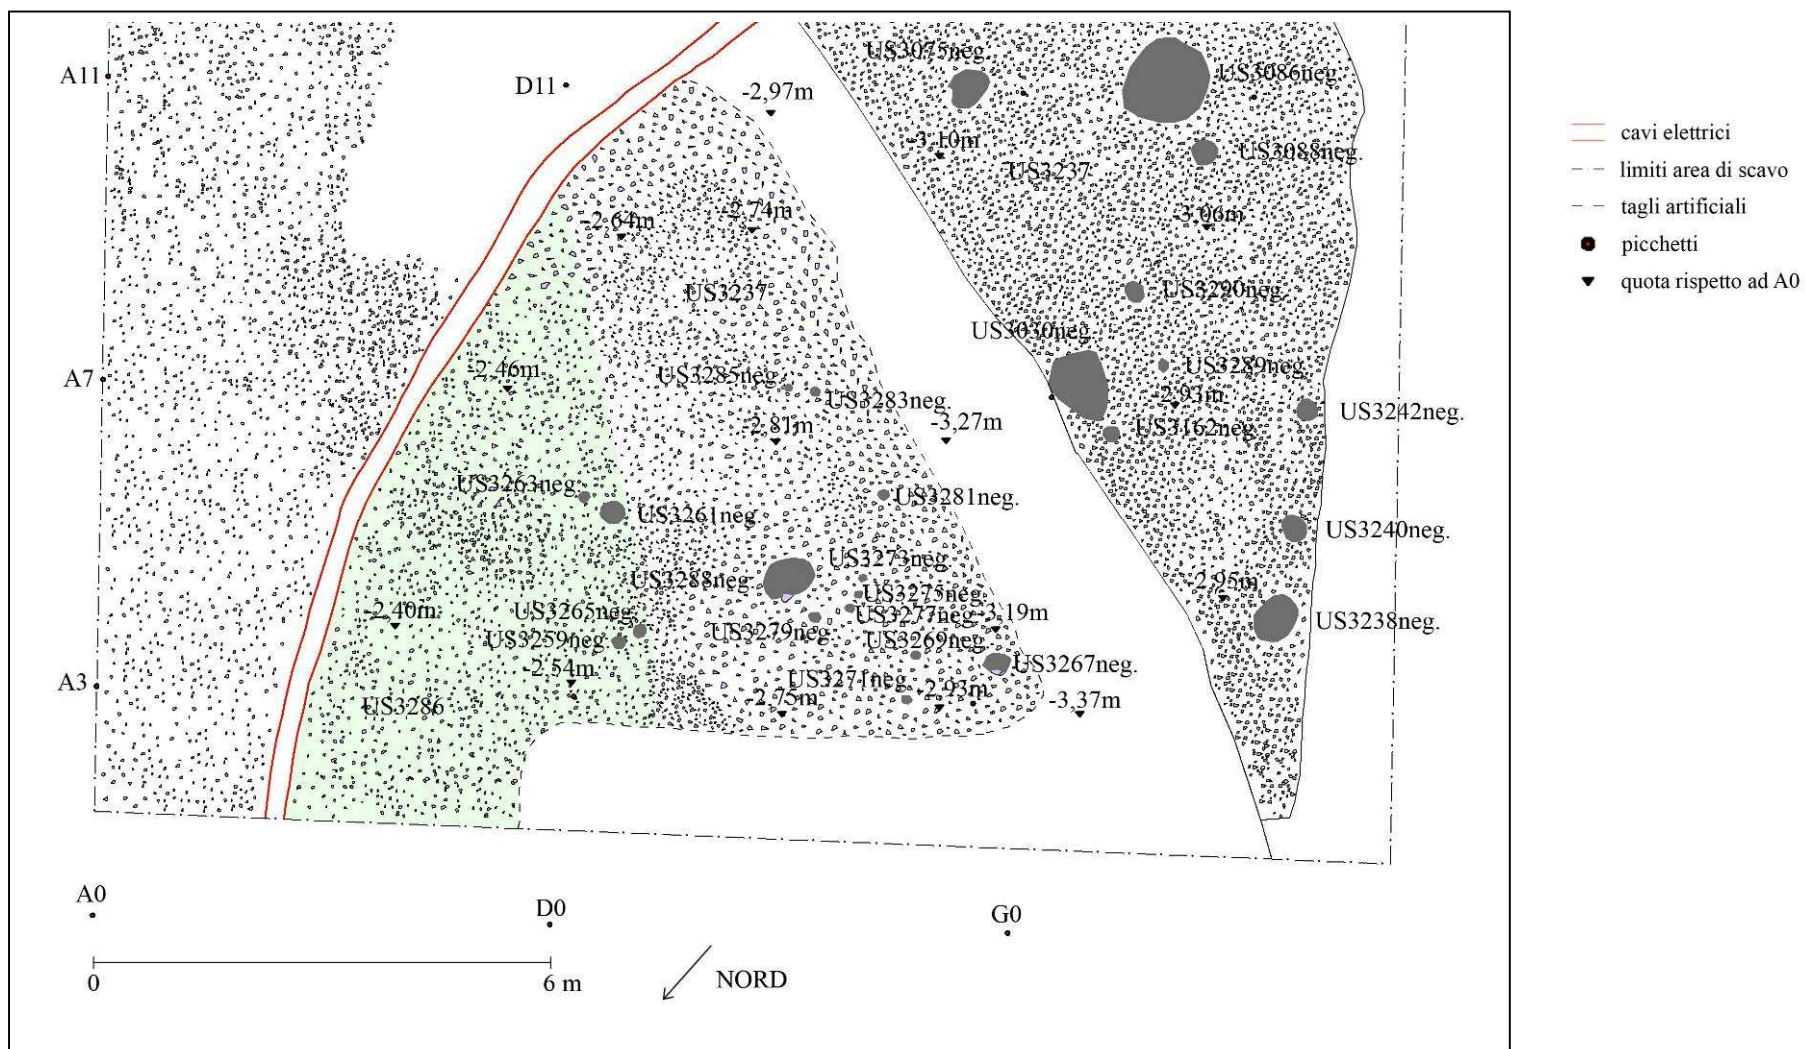 US3075neg.
A11
D11
US3086neg.
-2,97m
cavi elettrici
-3,10m
US3088neg.
limiti area di scavo
US3237
tagli artificiali
-2,64m
-2,74m
-3,06m
picchetti
quota rispetto ad A0
US3237
US3290neg.
US3030neg.
A7
-2,46m
US3285neg.
US3289neg.
US3283neg.
-2,93m
US3242neg.
-2,81m
-3,27m
US3162neg.
US3263neg.
US3281neg.
US3261neg.
US3240neg.
US3273neg.
US3288neg.
US3275neg.
-2,95m
-2,40m
US3265neg.
US3277neg.
-3,19m
US3279neg.
US3238neg.
US3259neg.
US3269neg.
-2,54m
US3267neg.
A3
US3271neg.
-2,93m
US3286
-2,75m
-3,37m
A0
D0
G0
0
6 m
NORD